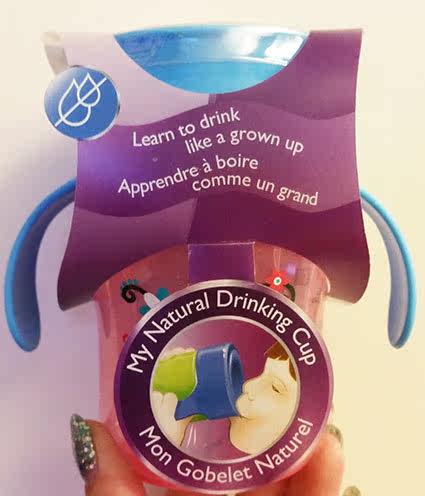 Learn to drink
like a grown up
Apprendre à boire
comme un grand
My Natural Drinking Cup
Mon Gobelet Naturel